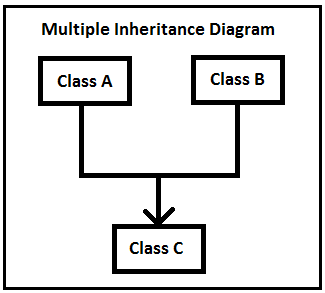 Multiple Inheritance Diagram
Class A
Class B
Class C